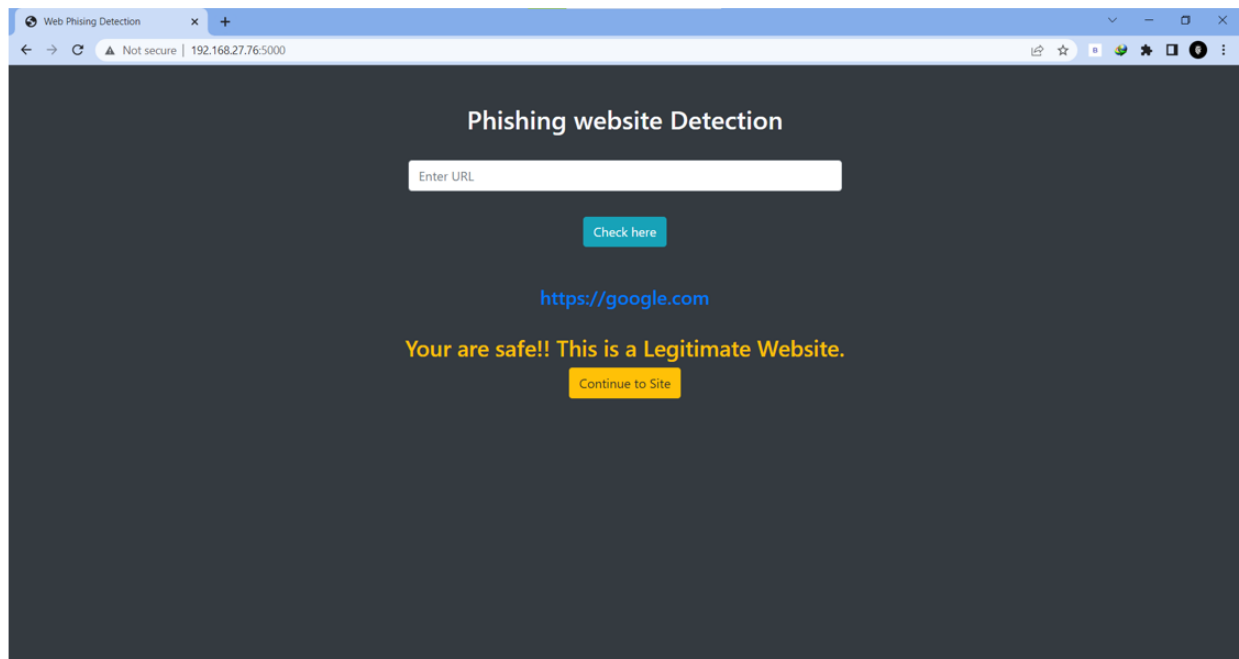 Web Phising Detection
Not secure | 192.168.27.76:5000
Phishing website Detection
Enter URL
Check here
https://google.com
Your are safe!! This is a Legitimate Website.
Continue to Site